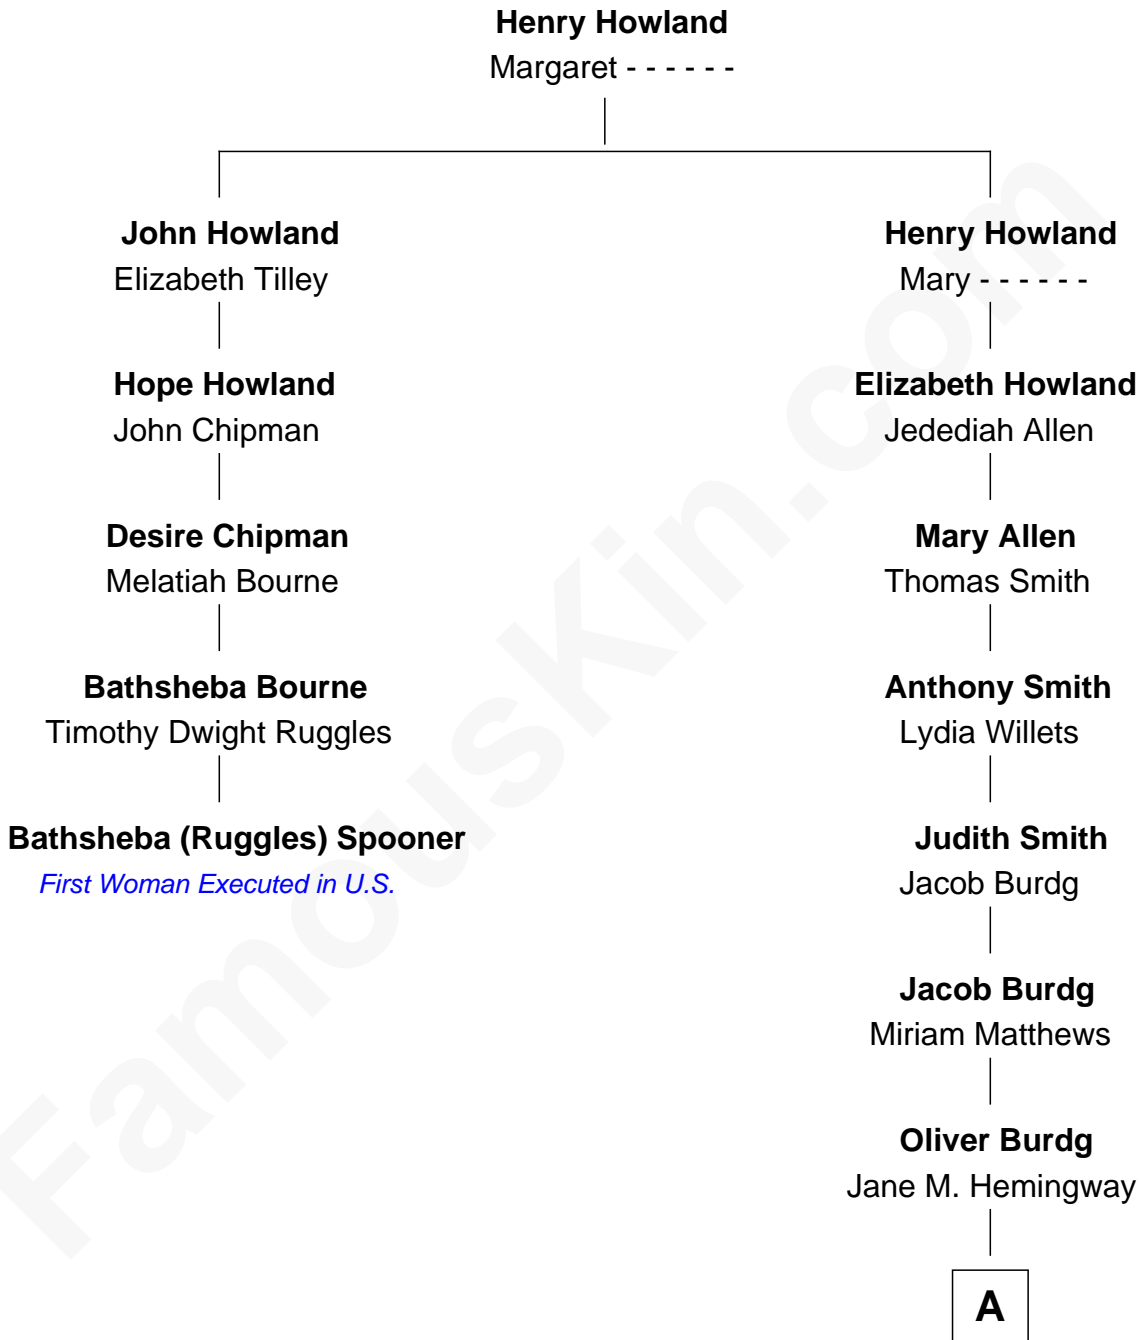 Henry Howland
Margaret - - - - - -
John Howland
Elizabeth Tilley
Henry Howland
Mary - - - - - -
Hope Howland
John Chipman
Elizabeth Howland
Jedediah Allen
Desire Chipman
Melatiah Bourne
Mary Allen
Thomas Smith
Bathsheba Bourne
Timothy Dwight Ruggles
Anthony Smith
Lydia Willets
Bathsheba (Ruggles) Spooner
First Woman Executed in U.S.
Judith Smith
Jacob Burdg
Jacob Burdg
Miriam Matthews
Oliver Burdg
Jane M. Hemingway
A
FamousKin.com